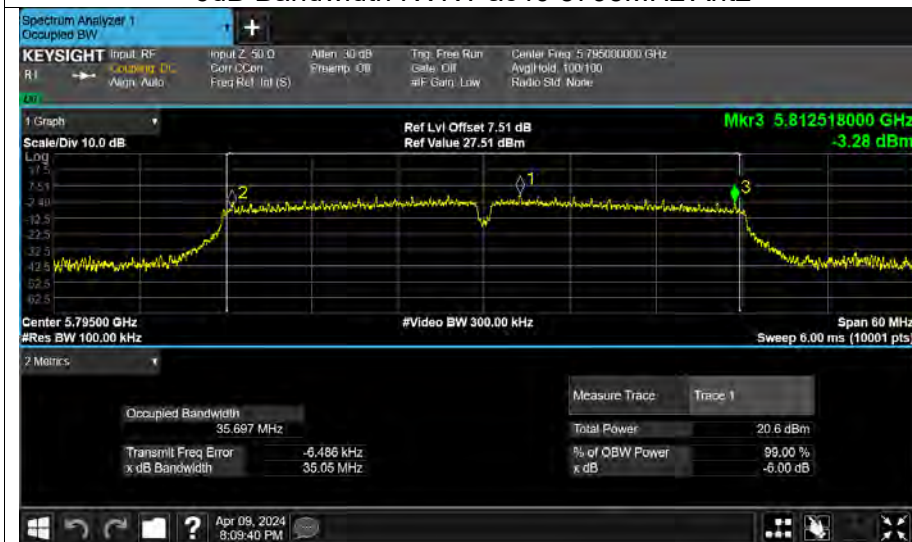 Spectrum Analyzer 1
Occupied BW
KEYSIGHT Input: RF Input Z: 50 Ω Atten: 30 dB Trig: Free Run Center Freq: 5.795000000 GHz
Coupling: DC Corr CCorr Preamp: Off Gate: Off Avg|Hold: 100/100
Align: Auto Freq Ref: Int (S) #IF Gain: Low Radio Std: None
1 Graph
Ref Lvl Offset 7.51 dB Mkr3 5.812518000 GHz
Scale/Div 10.0 dB Ref Value 27.51 dBm -3.28 dBm
Log
17.5
7.51
-2.49
-12.5
-22.5
-32.5
-42.5
-52.5
-62.5
1
2
3
Center 5.79500 GHz #Video BW 300.00 kHz Span 60 MHz
#Res BW 100.00 kHz Sweep 6.00 ms (10001 pts)
2 Metrics
Measure Trace Trace 1
Occupied Bandwidth
35.697 MHz Total Power 20.6 dBm
Transmit Freq Error -6.486 kHz % of OBW Power 99.00 %
x dB Bandwidth 35.05 MHz x dB -6.00 dB
?
Apr 09, 2024
8:09:40 PM